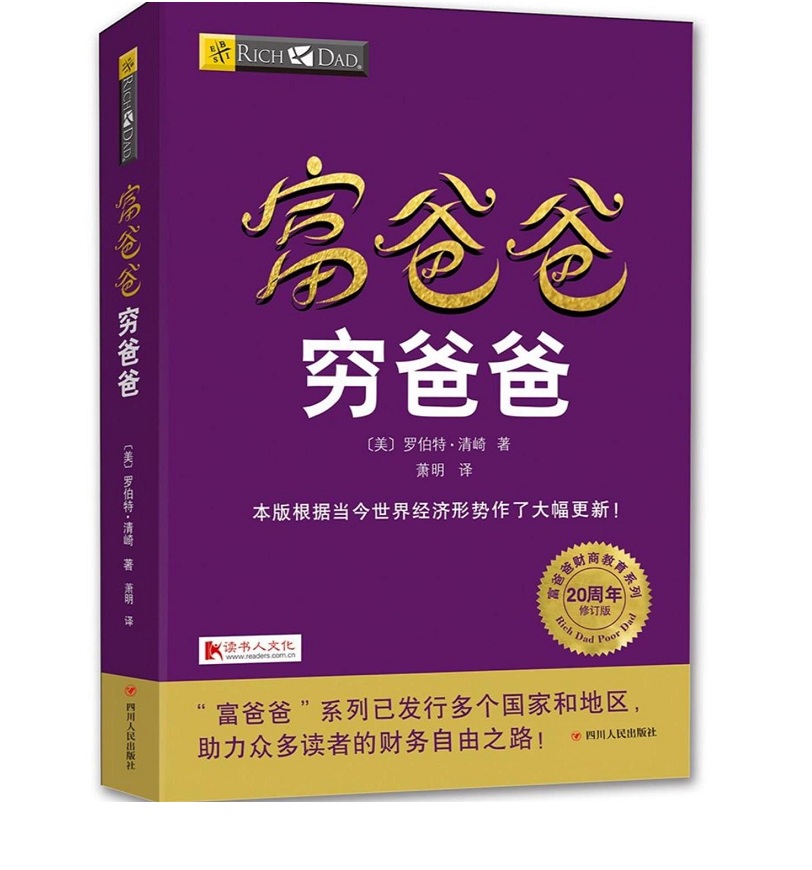 E B
S I
RICH DAD®
富爸爸
穷爸爸
〔美〕罗伯特·清崎 著
萧明 译
本版根据当今世界经济形势作了大幅更新！
富爸爸财商教育系列
20周年
修订版
Rich Dad Poor Dad
读书人文化
www.readers.com.cn
“富爸爸”系列已发行多个国家和地区，
助力众多读者的财务自由之路！
四川人民出版社
RICH DAD®
富爸爸
穷爸爸
〔美〕罗伯特·清崎 著 萧明 译
四川人民出版社